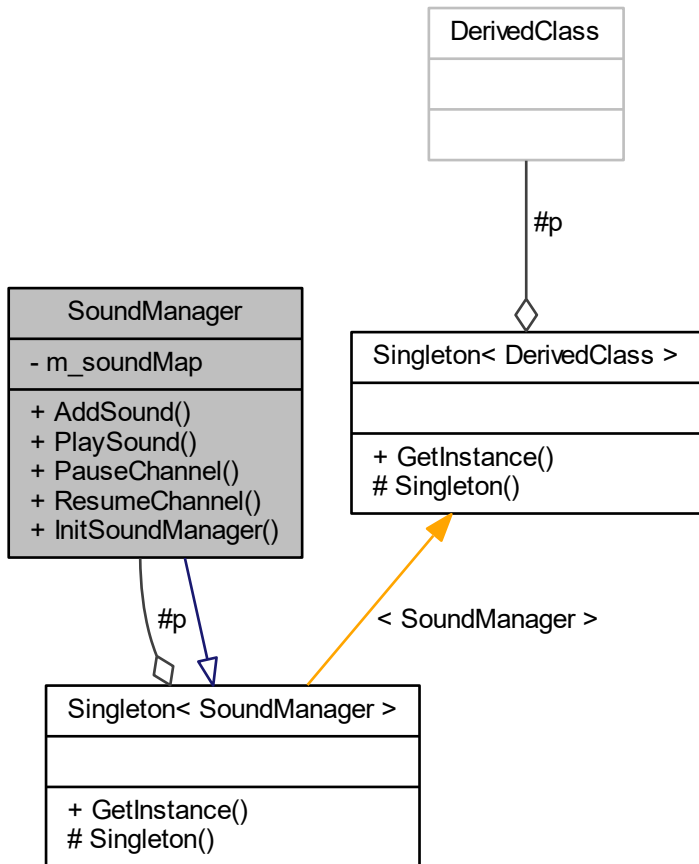 DerivedClass
#p
SoundManager
- m_soundMap
+ AddSound()
+ PlaySound()
+ PauseChannel()
+ ResumeChannel()
+ InitSoundManager()
Singleton< DerivedClass >
+ GetInstance()
# Singleton()
#p
< SoundManager >
Singleton< SoundManager >
+ GetInstance()
# Singleton()